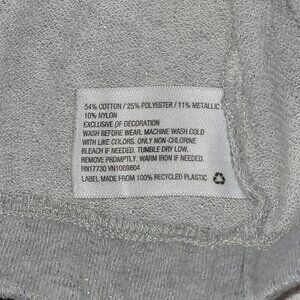 54% COTTON / 25% POLYESTER / 11% METALLIC
10% NYLON
EXCLUSIVE OF DECORATION
WASH BEFORE WEAR. MACHINE WASH COLD
WITH LIKE COLORS. ONLY NON-CHLORINE
BLEACH IF NEEDED. TUMBLE DRY LOW.
REMOVE PROMPTLY. WARM IRON IF NEEDED.
RN17730 VN1069804
LABEL MADE FROM 100% RECYCLED PLASTIC